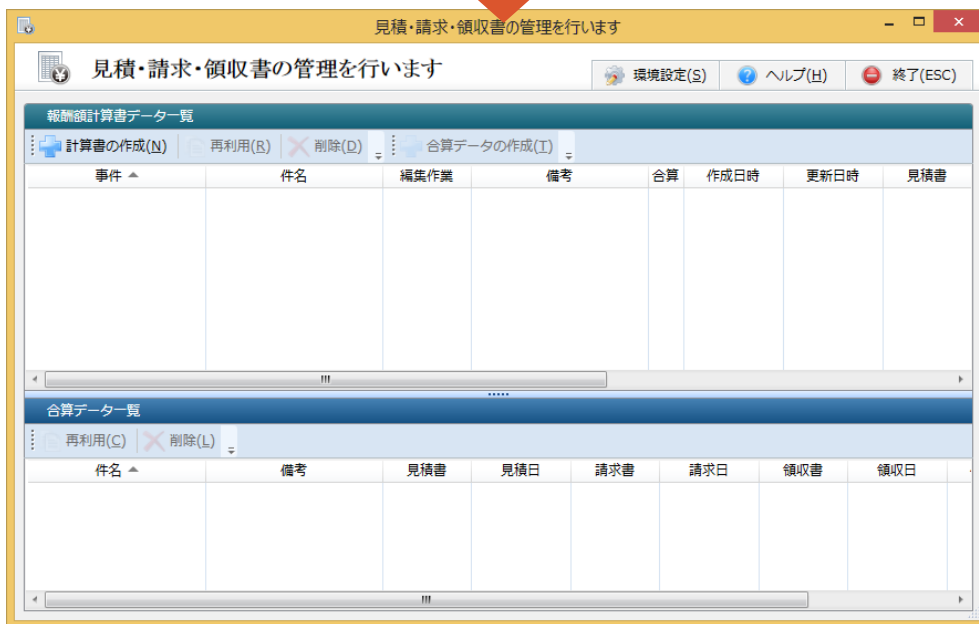 見積・請求・領収書の管理を行います
見積・請求・領収書の管理を行います 環境設定(S) ヘルプ(H) 終了(ESC)
報酬額計算書データ一覧
計算書の作成(N) 再利用(R) 削除(D) 合算データの作成(T)
事件 件名 編集作業 備考 合算 作成日時 更新日時 見積書
合算データ一覧
再利用(C) 削除(L)
件名 備考 見積書 見積日 請求書 請求日 領収書 領収日